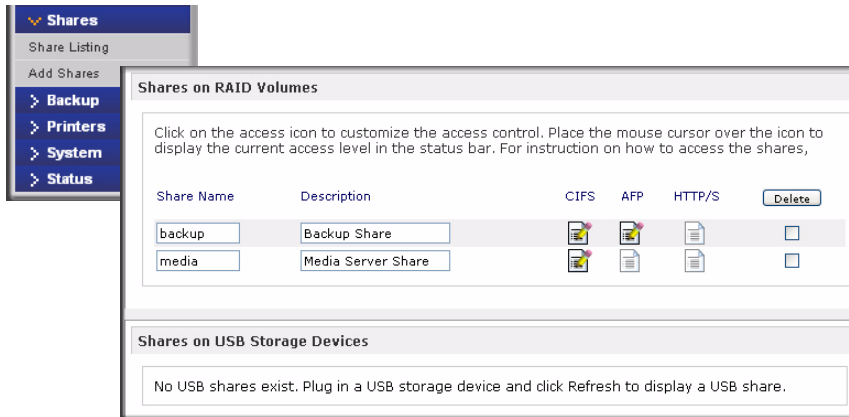 Shares
Share Listing
Add Shares
Backup
Printers
System
Status
Shares on RAID Volumes
Click on the access icon to customize the access control. Place the mouse cursor over the icon to
display the current access level in the status bar. For instruction on how to access the shares,
Share Name Description CIFS AFP HTTP/S Delete
backup Backup Share
media Media Server Share
Shares on USB Storage Devices
No USB shares exist. Plug in a USB storage device and click Refresh to display a USB share.